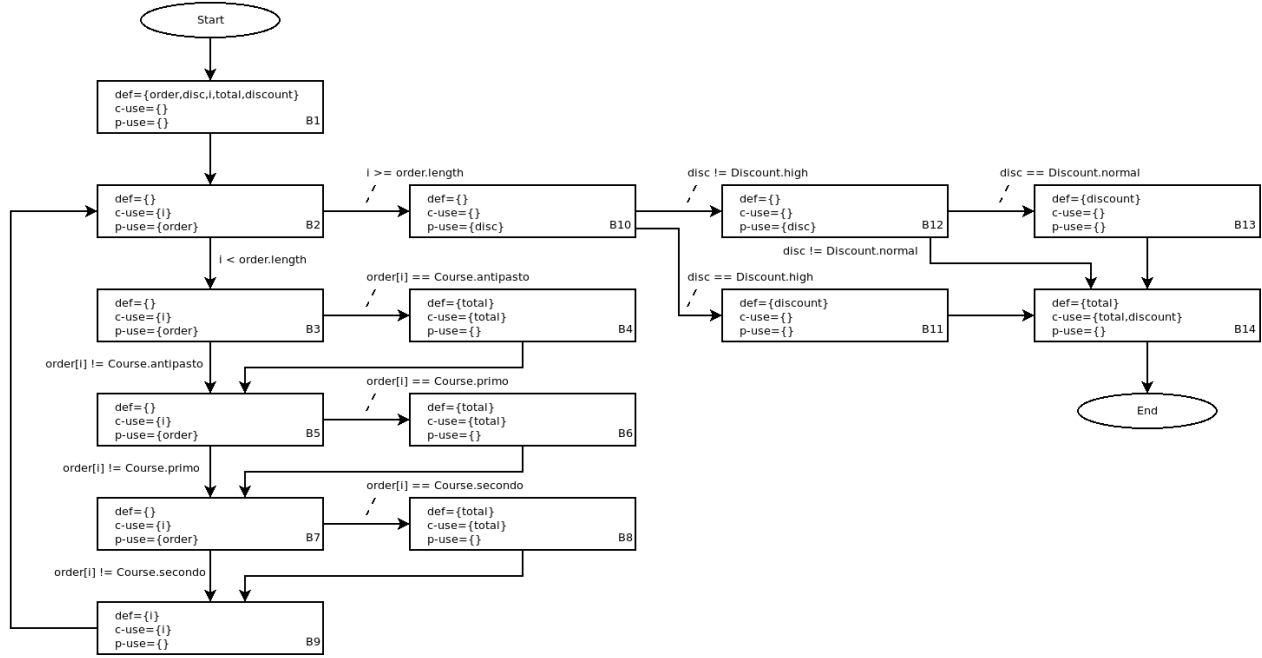 Start
def={order,disc,i,total,discount}
c-use={}
p-use={}
B1
i >= order.length
disc != Discount.high
disc == Discount.normal
def={}
c-use={i}
p-use={order}
B2
def={}
c-use={}
p-use={disc}
B10
def={}
c-use={}
p-use={disc}
B12
def={discount}
c-use={}
p-use={}
B13
disc != Discount.normal
i < order.length
order[i] == Course.antipasto
disc == Discount.high
def={}
c-use={i}
p-use={order}
B3
def={total}
c-use={total}
p-use={}
B4
def={discount}
c-use={}
p-use={}
B11
def={total}
c-use={total,discount}
p-use={}
B14
order[i] != Course.antipasto
order[i] == Course.primo
def={}
c-use={i}
p-use={order}
B5
def={total}
c-use={total}
p-use={}
B6
End
order[i] != Course.primo
order[i] == Course.secondo
def={}
c-use={i}
p-use={order}
B7
def={total}
c-use={total}
p-use={}
B8
order[i] != Course.secondo
def={i}
c-use={i}
p-use={}
B9